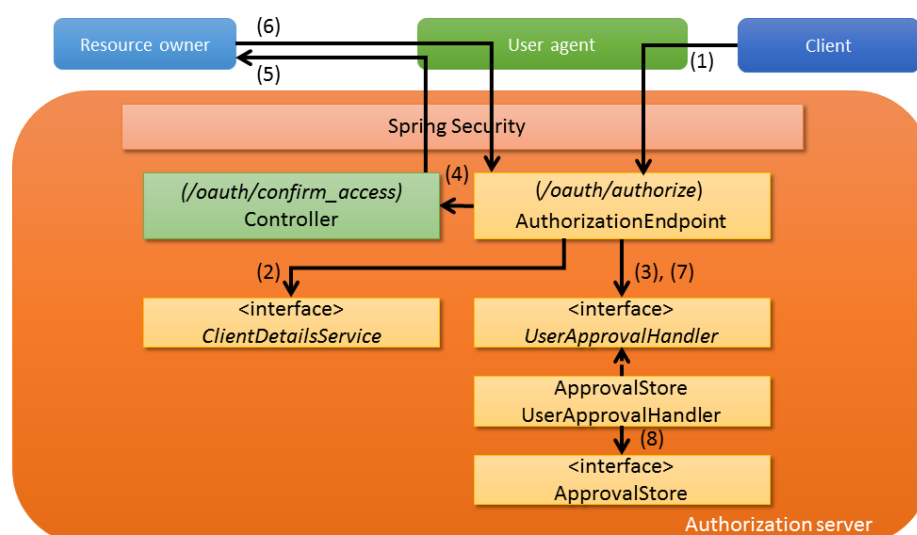 (6)
Resource owner
User agent
Client
(5)
(1)
Spring Security
(/oauth/confirm_access)
Controller
(4)
(/oauth/authorize)
AuthorizationEndpoint
(2)
(3), (7)
<interface>
ClientDetailsService
<interface>
UserApprovalHandler
ApprovalStore
UserApprovalHandler
(8)
<interface>
ApprovalStore
Authorization server